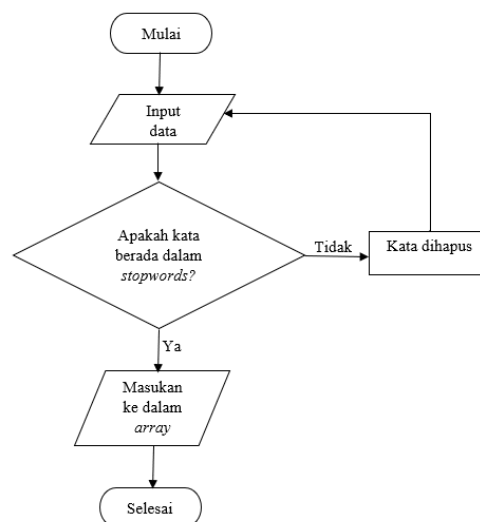 Mulai
Input
data
Apakah kata
berada dalam
stopwords?
Tidak
Kata dihapus
Ya
Masukan
ke dalam
array
Selesai